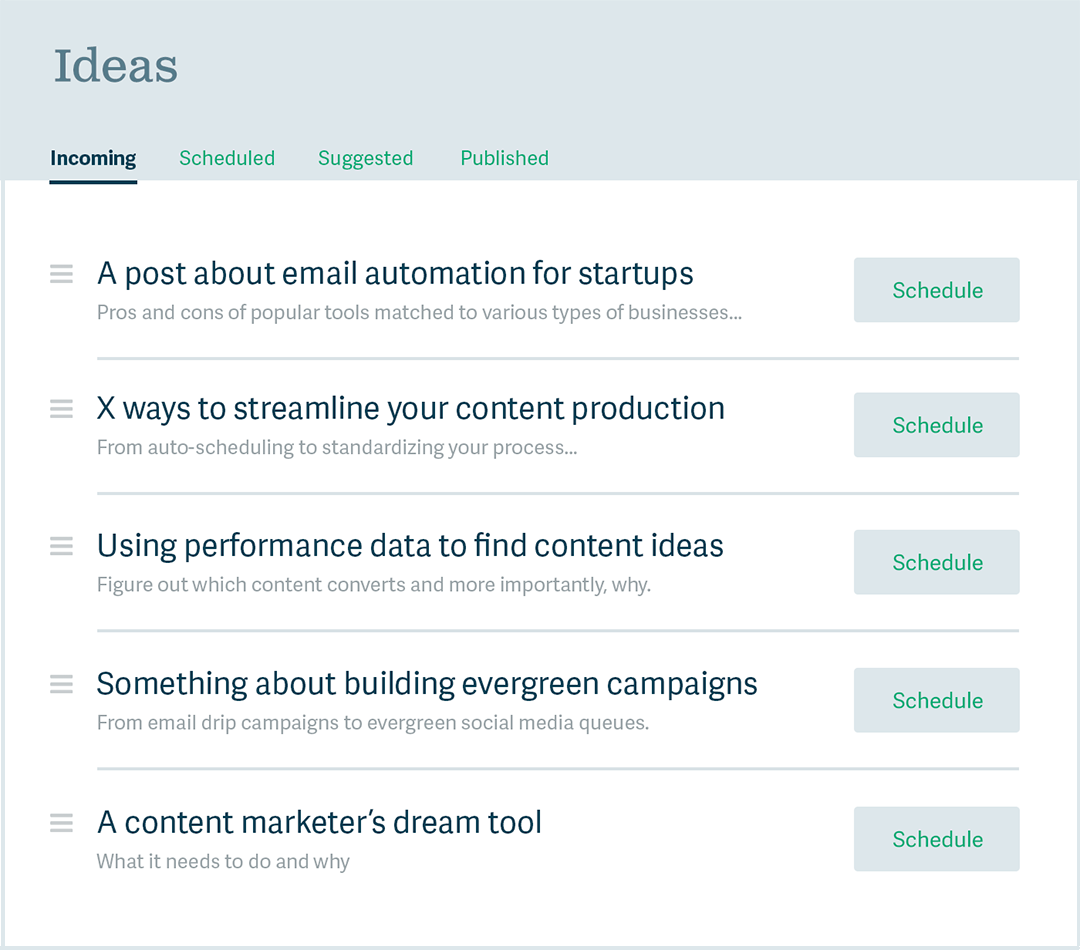 Ideas
Incoming Scheduled Suggested Published
A post about email automation for startups
Pros and cons of popular tools matched to various types of businesses...
Schedule
X ways to streamline your content production
From auto-scheduling to standardizing your process...
Schedule
Using performance data to find content ideas
Figure out which content converts and more importantly, why.
Schedule
Something about building evergreen campaigns
From email drip campaigns to evergreen social media queues.
Schedule
A content marketer’s dream tool
What it needs to do and why
Schedule